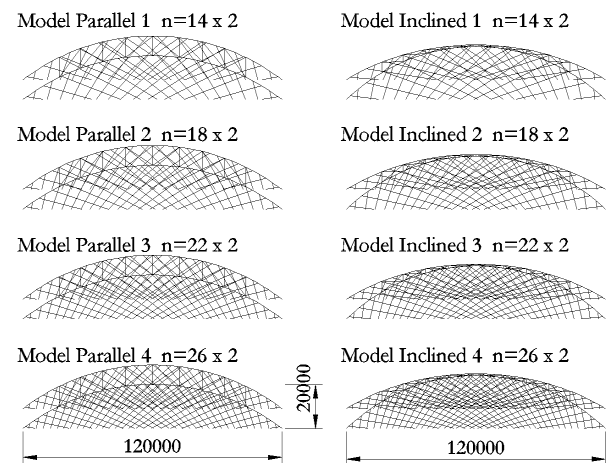 Model Parallel 1 n=14 x 2
Model Inclined 1 n=14 x 2
Model Parallel 2 n=18 x 2
Model Inclined 2 n=18 x 2
Model Parallel 3 n=22 x 2
Model Inclined 3 n=22 x 2
Model Parallel 4 n=26 x 2
Model Inclined 4 n=26 x 2
20000
120000
120000